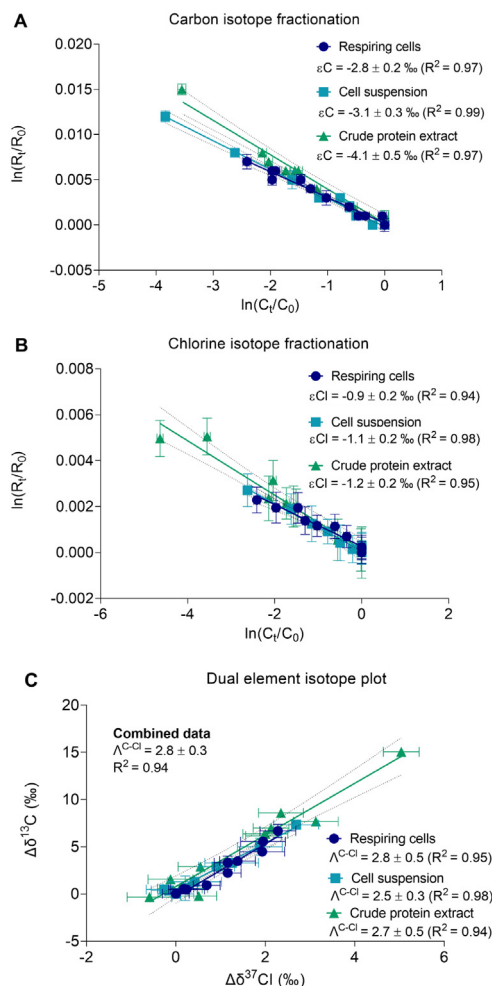 A
Carbon isotope fractionation
0.020
0.015
0.010
0.005
0.000
-0.005
ln(Rt/R0)
-5 -4 -3 -2 -1 0 1
ln(Ct/C0)
Respiring cells
εC = -2.8 ± 0.2 ‰ (R² = 0.97)
Cell suspension
εC = -3.1 ± 0.3 ‰ (R² = 0.99)
Crude protein extract
εC = -4.1 ± 0.5 ‰ (R² = 0.97)
B
Chlorine isotope fractionation
0.008
0.006
0.004
0.002
0.000
-0.002
ln(Rt/R0)
-6 -4 -2 0 2
ln(Ct/C0)
Respiring cells
εCl = -0.9 ± 0.2 ‰ (R² = 0.94)
Cell suspension
εCl = -1.1 ± 0.2 ‰ (R² = 0.98)
Crude protein extract
εCl = -1.2 ± 0.2 ‰ (R² = 0.95)
C
Dual element isotope plot
20
15
10
5
0
-5
Δδ¹³C (‰)
-2 0 2 4 6
Δδ³⁷Cl (‰)
Combined data
Λ^C-Cl = 2.8 ± 0.3
R² = 0.94
Respiring cells
Λ^C-Cl = 2.8 ± 0.5 (R² = 0.95)
Cell suspension
Λ^C-Cl = 2.5 ± 0.3 (R² = 0.98)
Crude protein extract
Λ^C-Cl = 2.7 ± 0.5 (R² = 0.94)